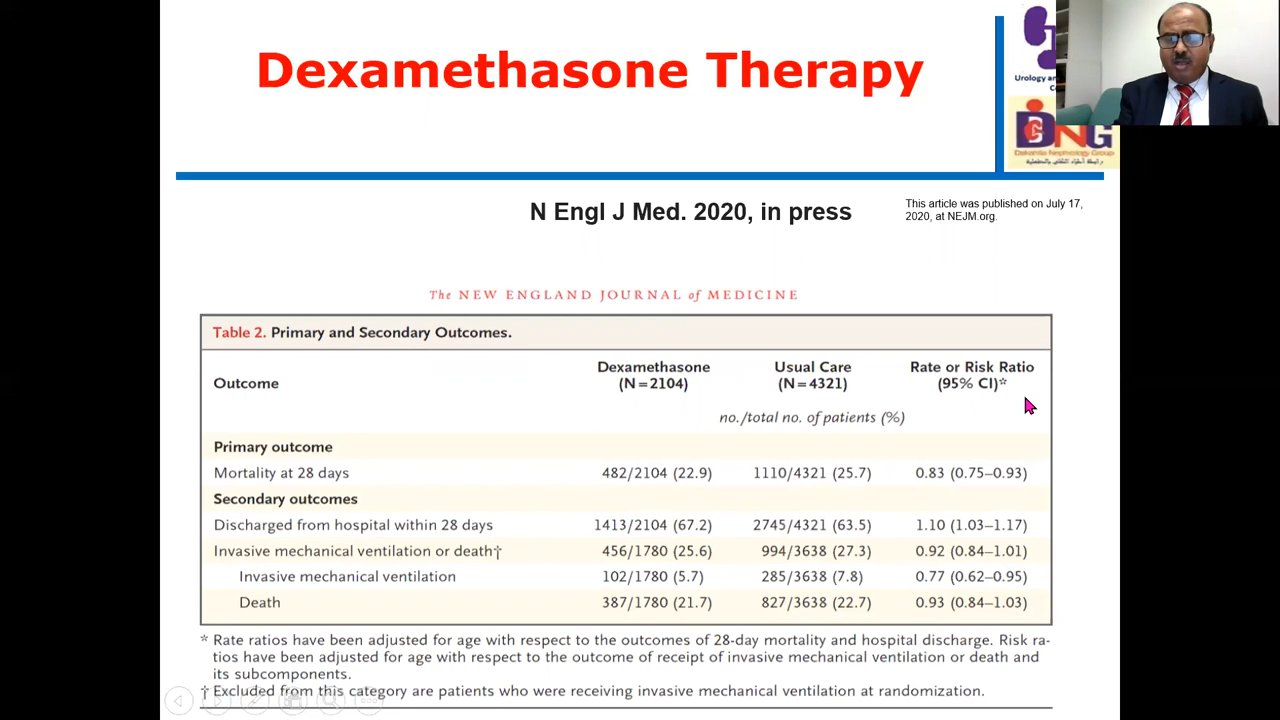 Dexamethasone Therapy
Urology an
DNG
Dakahlia Nephrology Group
N Engl J Med. 2020, in press
This article was published on July 17,
2020, at NEJM.org.
The NEW ENGLAND JOURNAL of MEDICINE
Table 2. Primary and Secondary Outcomes.
Outcome Dexamethasone (N=2104) Usual Care (N=4321) Rate or Risk Ratio (95% CI)*
no./total no. of patients (%)
Primary outcome
Mortality at 28 days 482/2104 (22.9) 1110/4321 (25.7) 0.83 (0.75–0.93)
Secondary outcomes
Discharged from hospital within 28 days 1413/2104 (67.2) 2745/4321 (63.5) 1.10 (1.03–1.17)
Invasive mechanical ventilation or death† 456/1780 (25.6) 994/3638 (27.3) 0.92 (0.84–1.01)
Invasive mechanical ventilation 102/1780 (5.7) 285/3638 (7.8) 0.77 (0.62–0.95)
Death 387/1780 (21.7) 827/3638 (22.7) 0.93 (0.84–1.03)
* Rate ratios have been adjusted for age with respect to the outcomes of 28-day mortality and hospital discharge. Risk ra-
tios have been adjusted for age with respect to the outcome of receipt of invasive mechanical ventilation or death and
its subcomponents.
† Excluded from this category are patients who were receiving invasive mechanical ventilation at randomization.